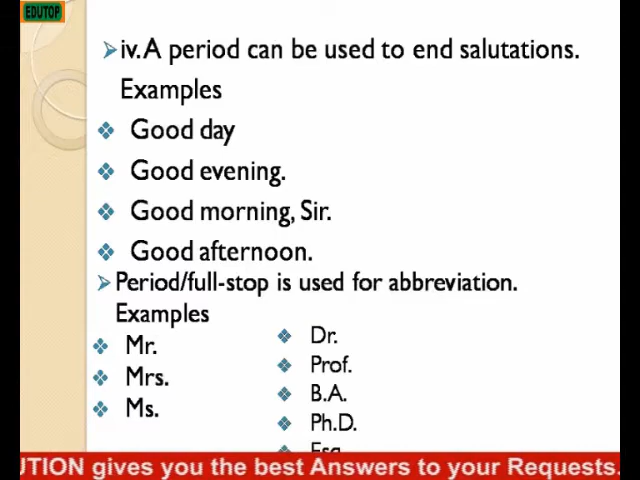 EDUTOP
iv. A period can be used to end salutations.
Examples
Good day
Good evening.
Good morning, Sir.
Good afternoon.
Period/full-stop is used for abbreviation.
Examples
Mr.
Mrs.
Ms.
Dr.
Prof.
B.A.
Ph.D.
UTION gives you the best Answers to your Requests.